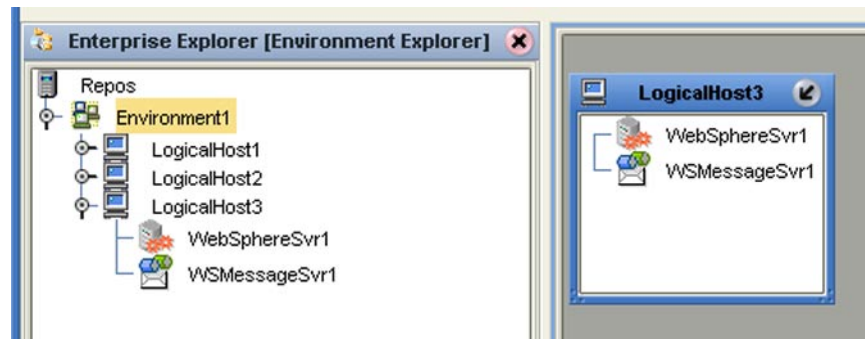 Enterprise Explorer [Environment Explorer]
Repos
Environment1
LogicalHost1
LogicalHost2
LogicalHost3
WebSphereSvr1
WSMessageSvr1
LogicalHost3
WebSphereSvr1
WSMessageSvr1